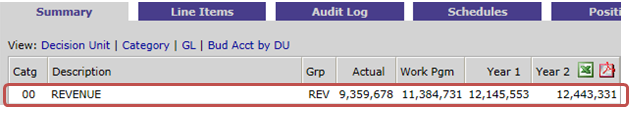 Summary Line Items Audit Log Schedules Positi
View: Decision Unit | Category | GL | Bud Acct by DU
Catg Description Grp Actual Work Pgm Year 1 Year 2
00 REVENUE REV 9,359,678 11,384,731 12,145,553 12,443,331